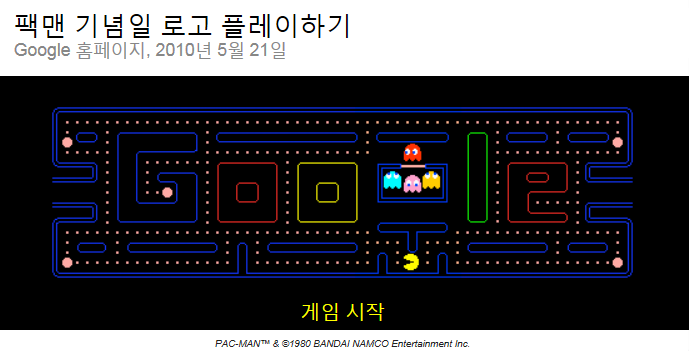 팩맨 기념일 로고 플레이하기
Google 홈페이지, 2010년 5월 21일
Google
게임 시작
PAC-MAN™ & ©1980 BANDAI NAMCO Entertainment Inc.